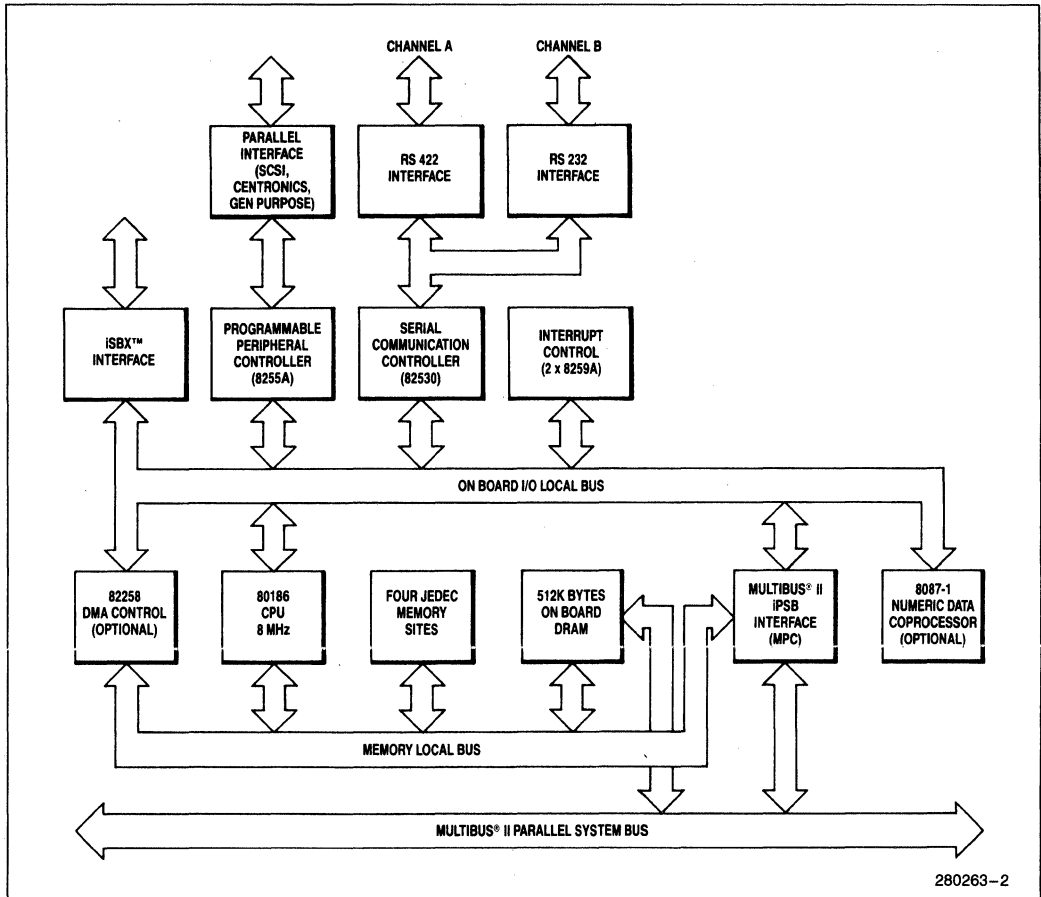 CHANNEL A
CHANNEL B
PARALLEL
INTERFACE
(SCSI,
CENTRONICS,
GEN PURPOSE)
RS 422
INTERFACE
RS 232
INTERFACE
iSBX™
INTERFACE
PROGRAMMABLE
PERIPHERAL
CONTROLLER
(8255A)
SERIAL
COMMUNICATION
CONTROLLER
(82530)
INTERRUPT
CONTROL
(2 x 8259A)
ON BOARD I/O LOCAL BUS
82258
DMA CONTROL
(OPTIONAL)
80186
CPU
8 MHz
FOUR JEDEC
MEMORY
SITES
512K BYTES
ON BOARD
DRAM
MULTIBUS® II
iPSB
INTERFACE
(MPC)
8087-1
NUMERIC DATA
COPROCESSOR
(OPTIONAL)
MEMORY LOCAL BUS
MULTIBUS® II PARALLEL SYSTEM BUS
280263–2